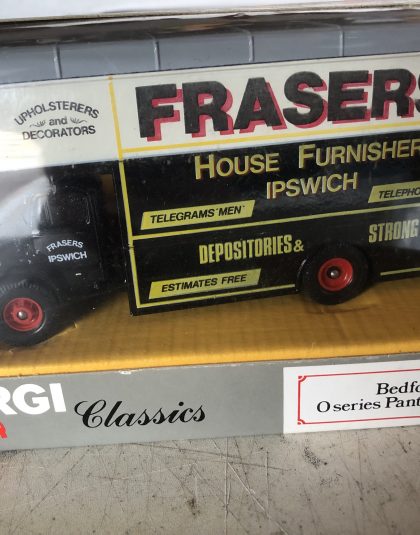 UPHOLSTERERS
and
DECORATORS
FRASERS
HOUSE FURNISHER
IPSWICH
TELEGRAMS 'MEN'
TELEPHO
FRASERS
IPSWICH
DEPOSITORIES &
STRONG
ESTIMATES FREE
RGI
Classics
Bedfo
O series Pant